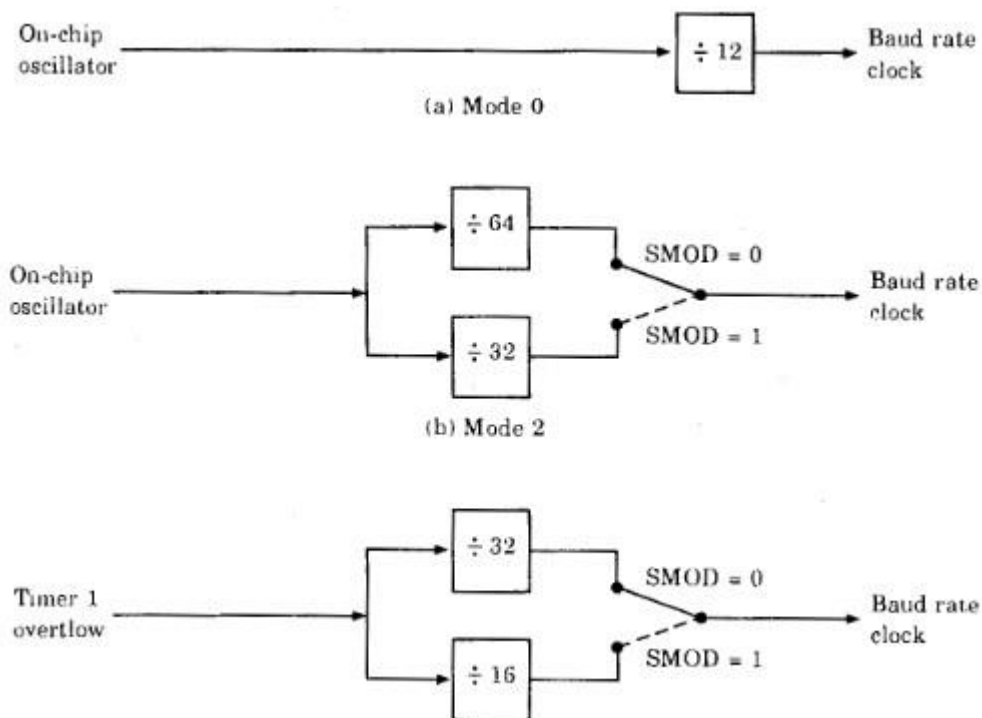 On-chip
oscillator
÷ 12
Baud rate
clock
(a) Mode 0
÷ 64
SMOD = 0
On-chip
oscillator
Baud rate
clock
÷ 32
SMOD = 1
(b) Mode 2
÷ 32
SMOD = 0
Timer 1
overtlow
Baud rate
clock
÷ 16
SMOD = 1